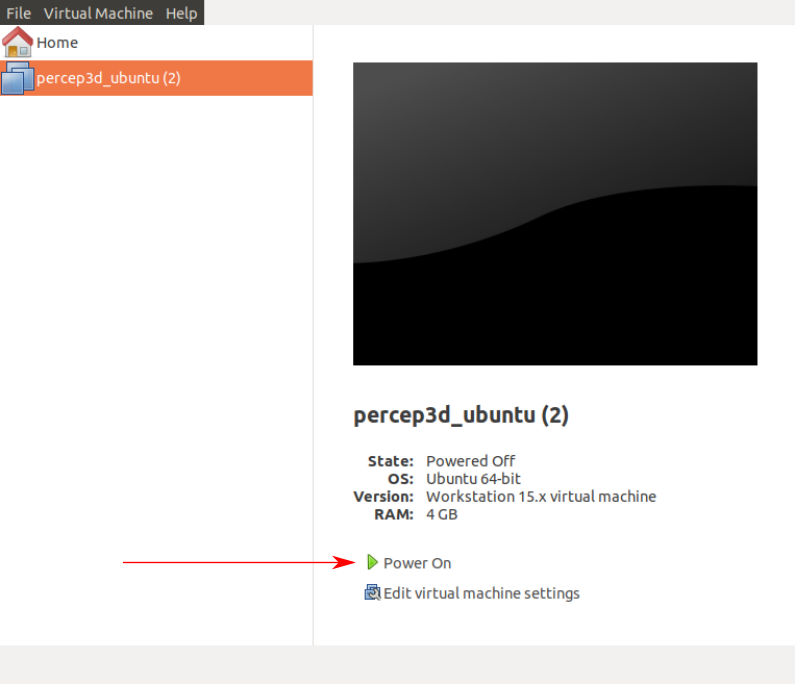 File Virtual Machine Help
Home
percep3d_ubuntu (2)
percep3d_ubuntu (2)
State: Powered Off
OS: Ubuntu 64-bit
Version: Workstation 15.x virtual machine
RAM: 4 GB
Power On
Edit virtual machine settings